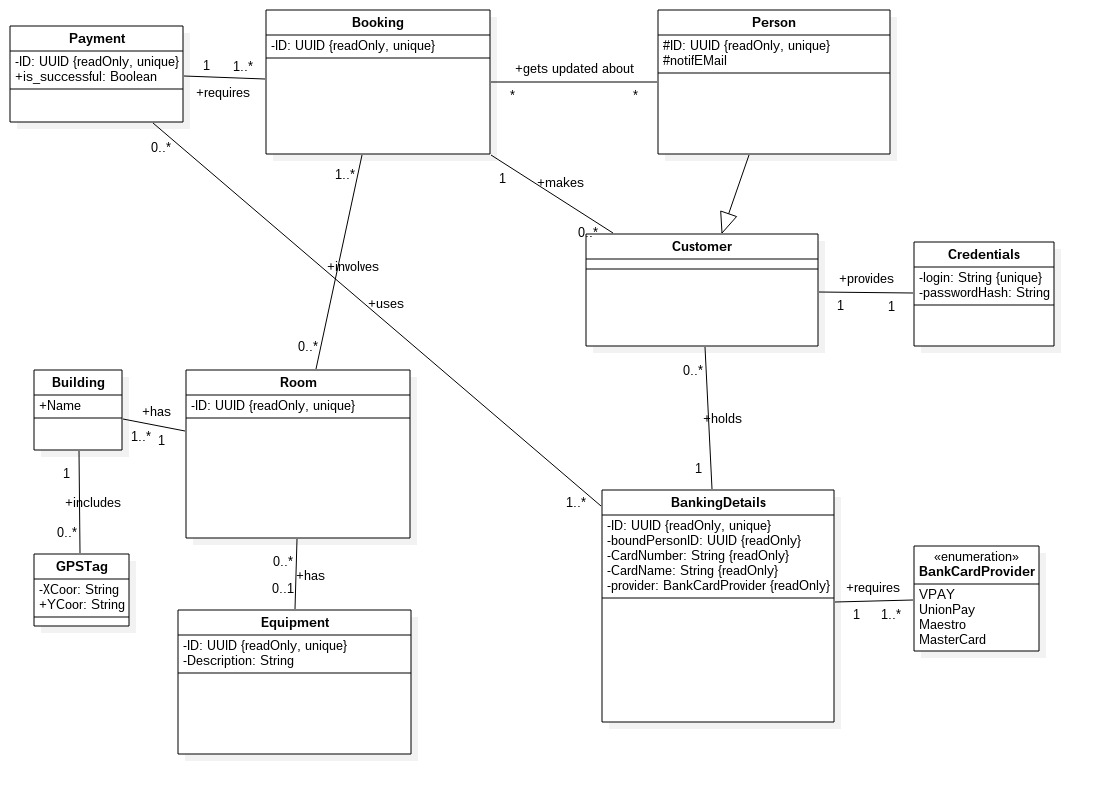 Payment
-ID: UUID {readOnly, unique}
+is_successful: Boolean
1
1..*
+requires
Booking
-ID: UUID {readOnly, unique}
+gets updated about
*
*
Person
#ID: UUID {readOnly, unique}
#notifEMail
0..*
1..*
1
+makes
0..*
Customer
+provides
1
1
Credentials
-login: String {unique}
-passwordHash: String
+involves
+uses
0..*
0..*
+holds
1
Building
+Name
+has
1..*
1
Room
-ID: UUID {readOnly, unique}
1
+includes
0..*
GPSTag
-XCoor: String
+YCoor: String
0..*
+has
0..1
Equipment
-ID: UUID {readOnly, unique}
-Description: String
1..*
BankingDetails
-ID: UUID {readOnly, unique}
-boundPersonID: UUID {readOnly}
-CardNumber: String {readOnly}
-CardName: String {readOnly}
-provider: BankCardProvider {readOnly}
+requires
1
1..*
«enumeration»
BankCardProvider
VPAY
UnionPay
Maestro
MasterCard